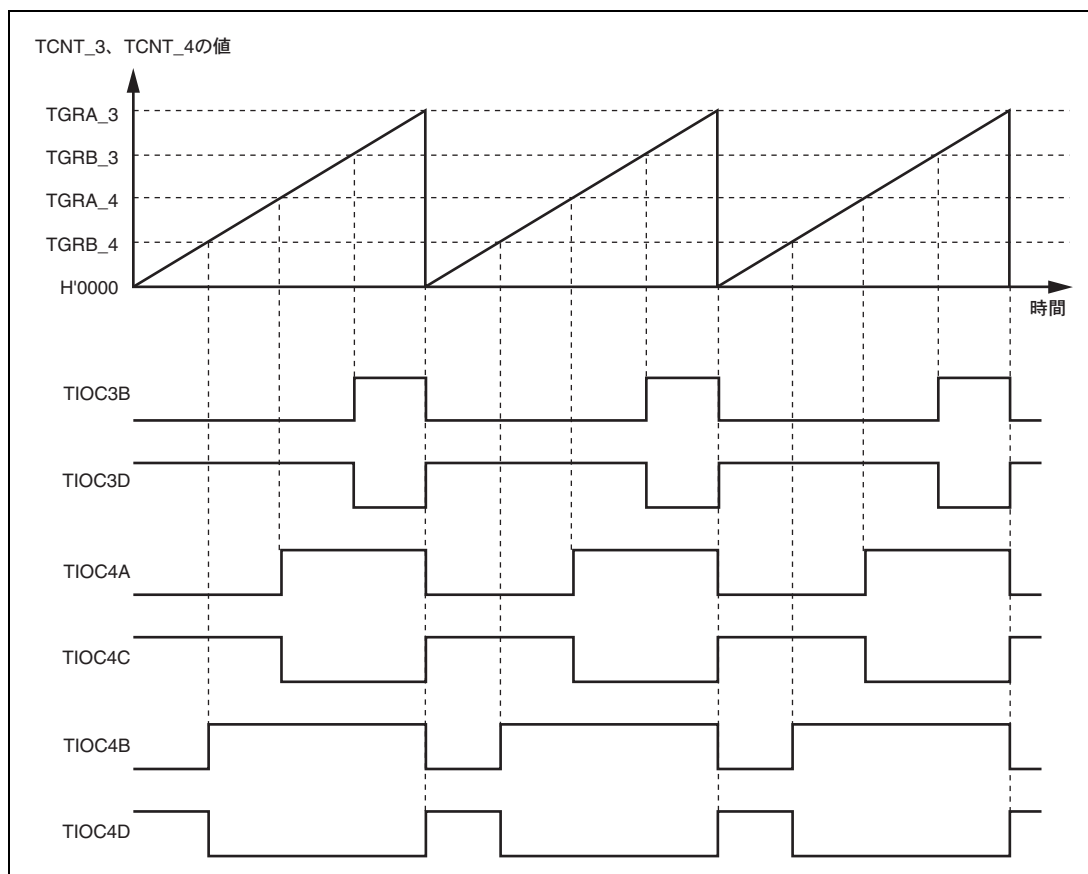 TCNT_3、TCNT_4の値
TGRA_3
TGRB_3
TGRA_4
TGRB_4
H'0000
時間
TIOC3B
TIOC3D
TIOC4A
TIOC4C
TIOC4B
TIOC4D